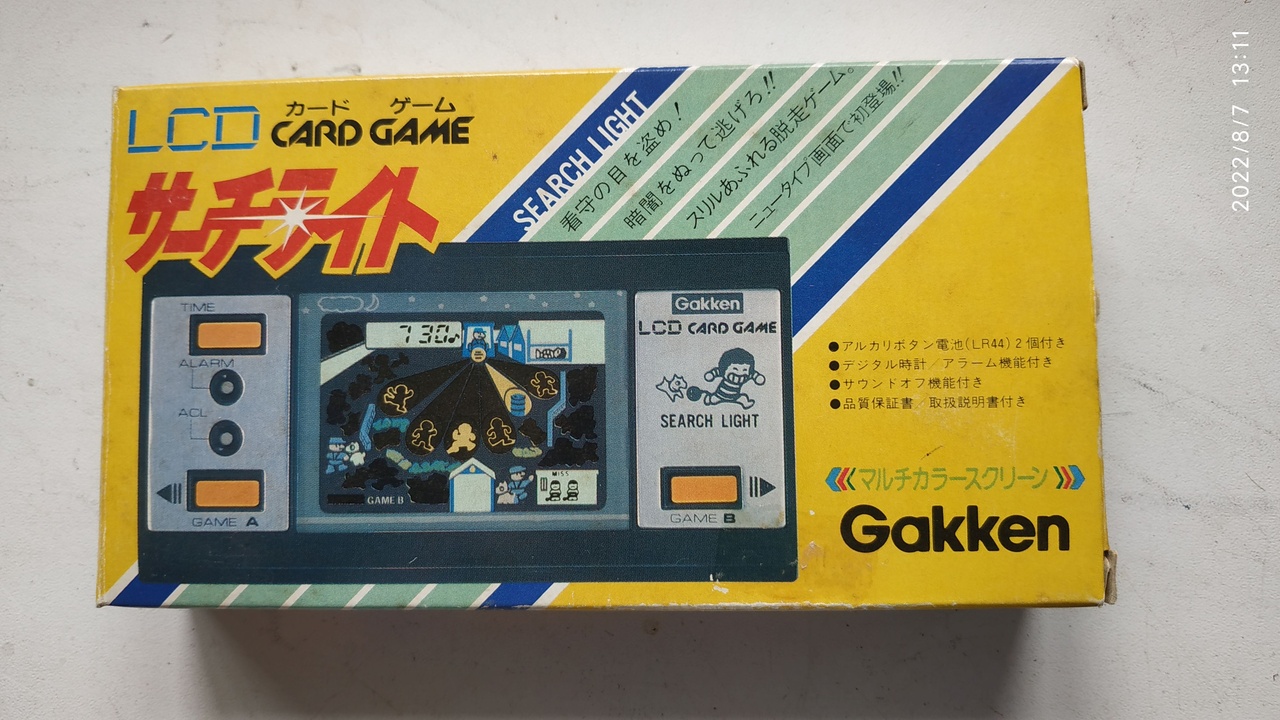 2022/8/7 13:11
カード ゲーム
LCD CARD GAME
サーチライト
SEARCH LIGHT
看守の目を盗め!
暗闇をぬって逃げろ!!
スリルあふれる脱走ゲーム。
ニュータイプ画面で初登場!!
TIME
ALARM
ACL
GAME A
7 30
MISS
GAME B
Gakken
LCD CARD GAME
SEARCH LIGHT
GAME B
●アルカリボタン電池(LR44)2個付き
●デジタル時計/アラーム機能付き
●サウンドオフ機能付き
●品質保証書/取扱説明書付き
マルチカラースクリーン
Gakken